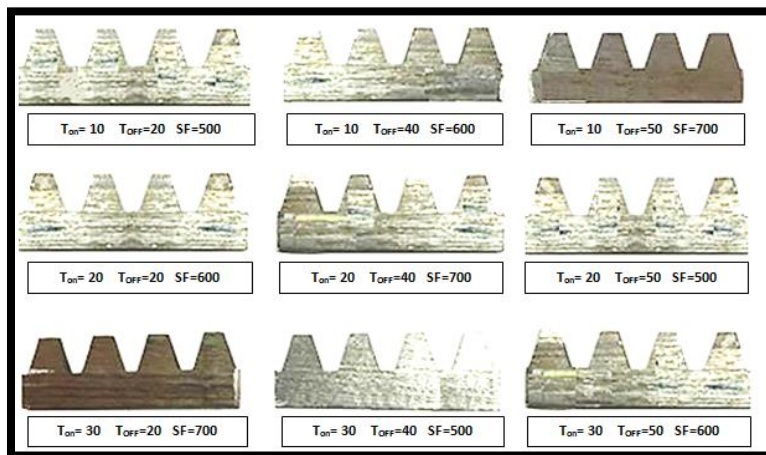 Ton= 10 TOFF=20 SF=500
Ton= 10 TOFF=40 SF=600
Ton= 10 TOFF=50 SF=700
Ton= 20 TOFF=20 SF=600
Ton= 20 TOFF=40 SF=700
Ton= 20 TOFF=50 SF=500
Ton= 30 TOFF=20 SF=700
Ton= 30 TOFF=40 SF=500
Ton= 30 TOFF=50 SF=600